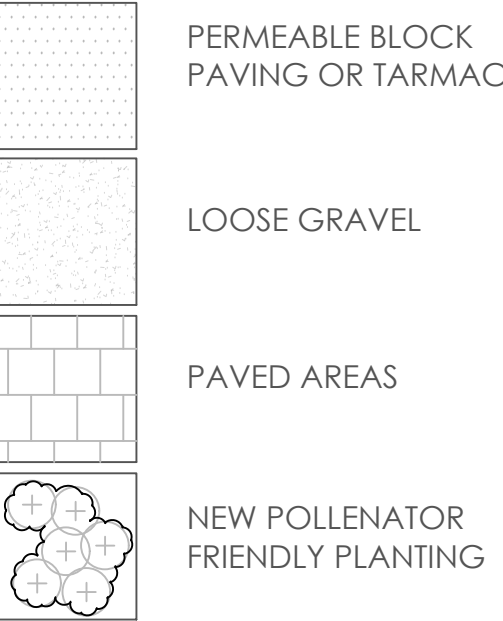 PERMEABLE BLOCK
PAVING OR TARMAC
LOOSE GRAVEL
PAVED AREAS
NEW POLLENATOR
FRIENDLY PLANTING